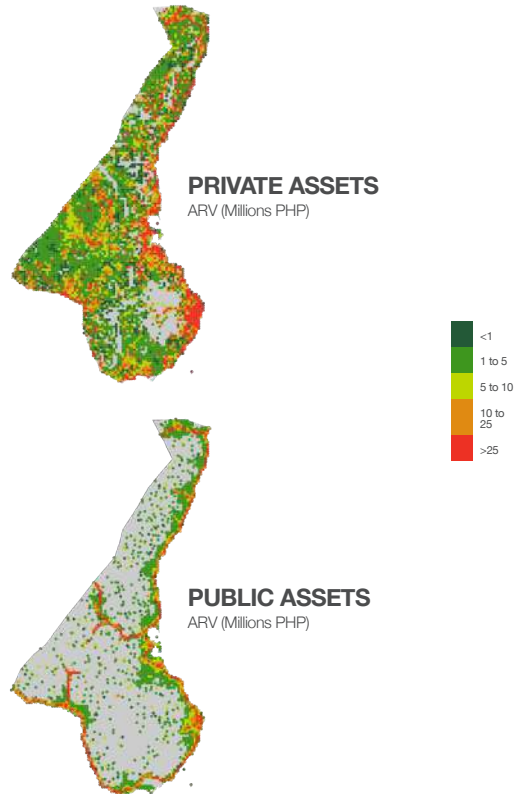 PRIVATE ASSETS
ARV (Millions PHP)
<1
1 to 5
5 to 10
10 to
25
>25
PUBLIC ASSETS
ARV (Millions PHP)